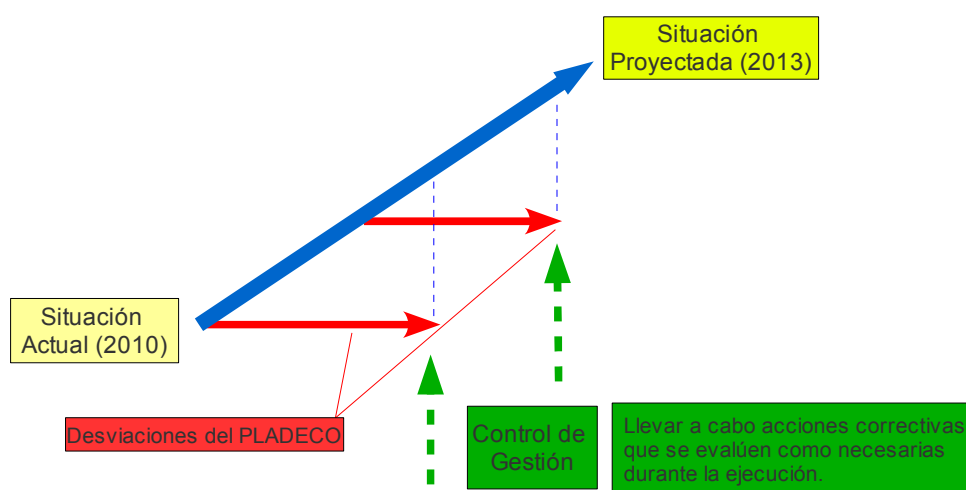 Situación
Proyectada (2013)
Situación
Actual (2010)
Desviaciones del PLADECO
Control de
Gestión
Llevar a cabo acciones correctivas
que se evalúen como necesarias
durante la ejecución.